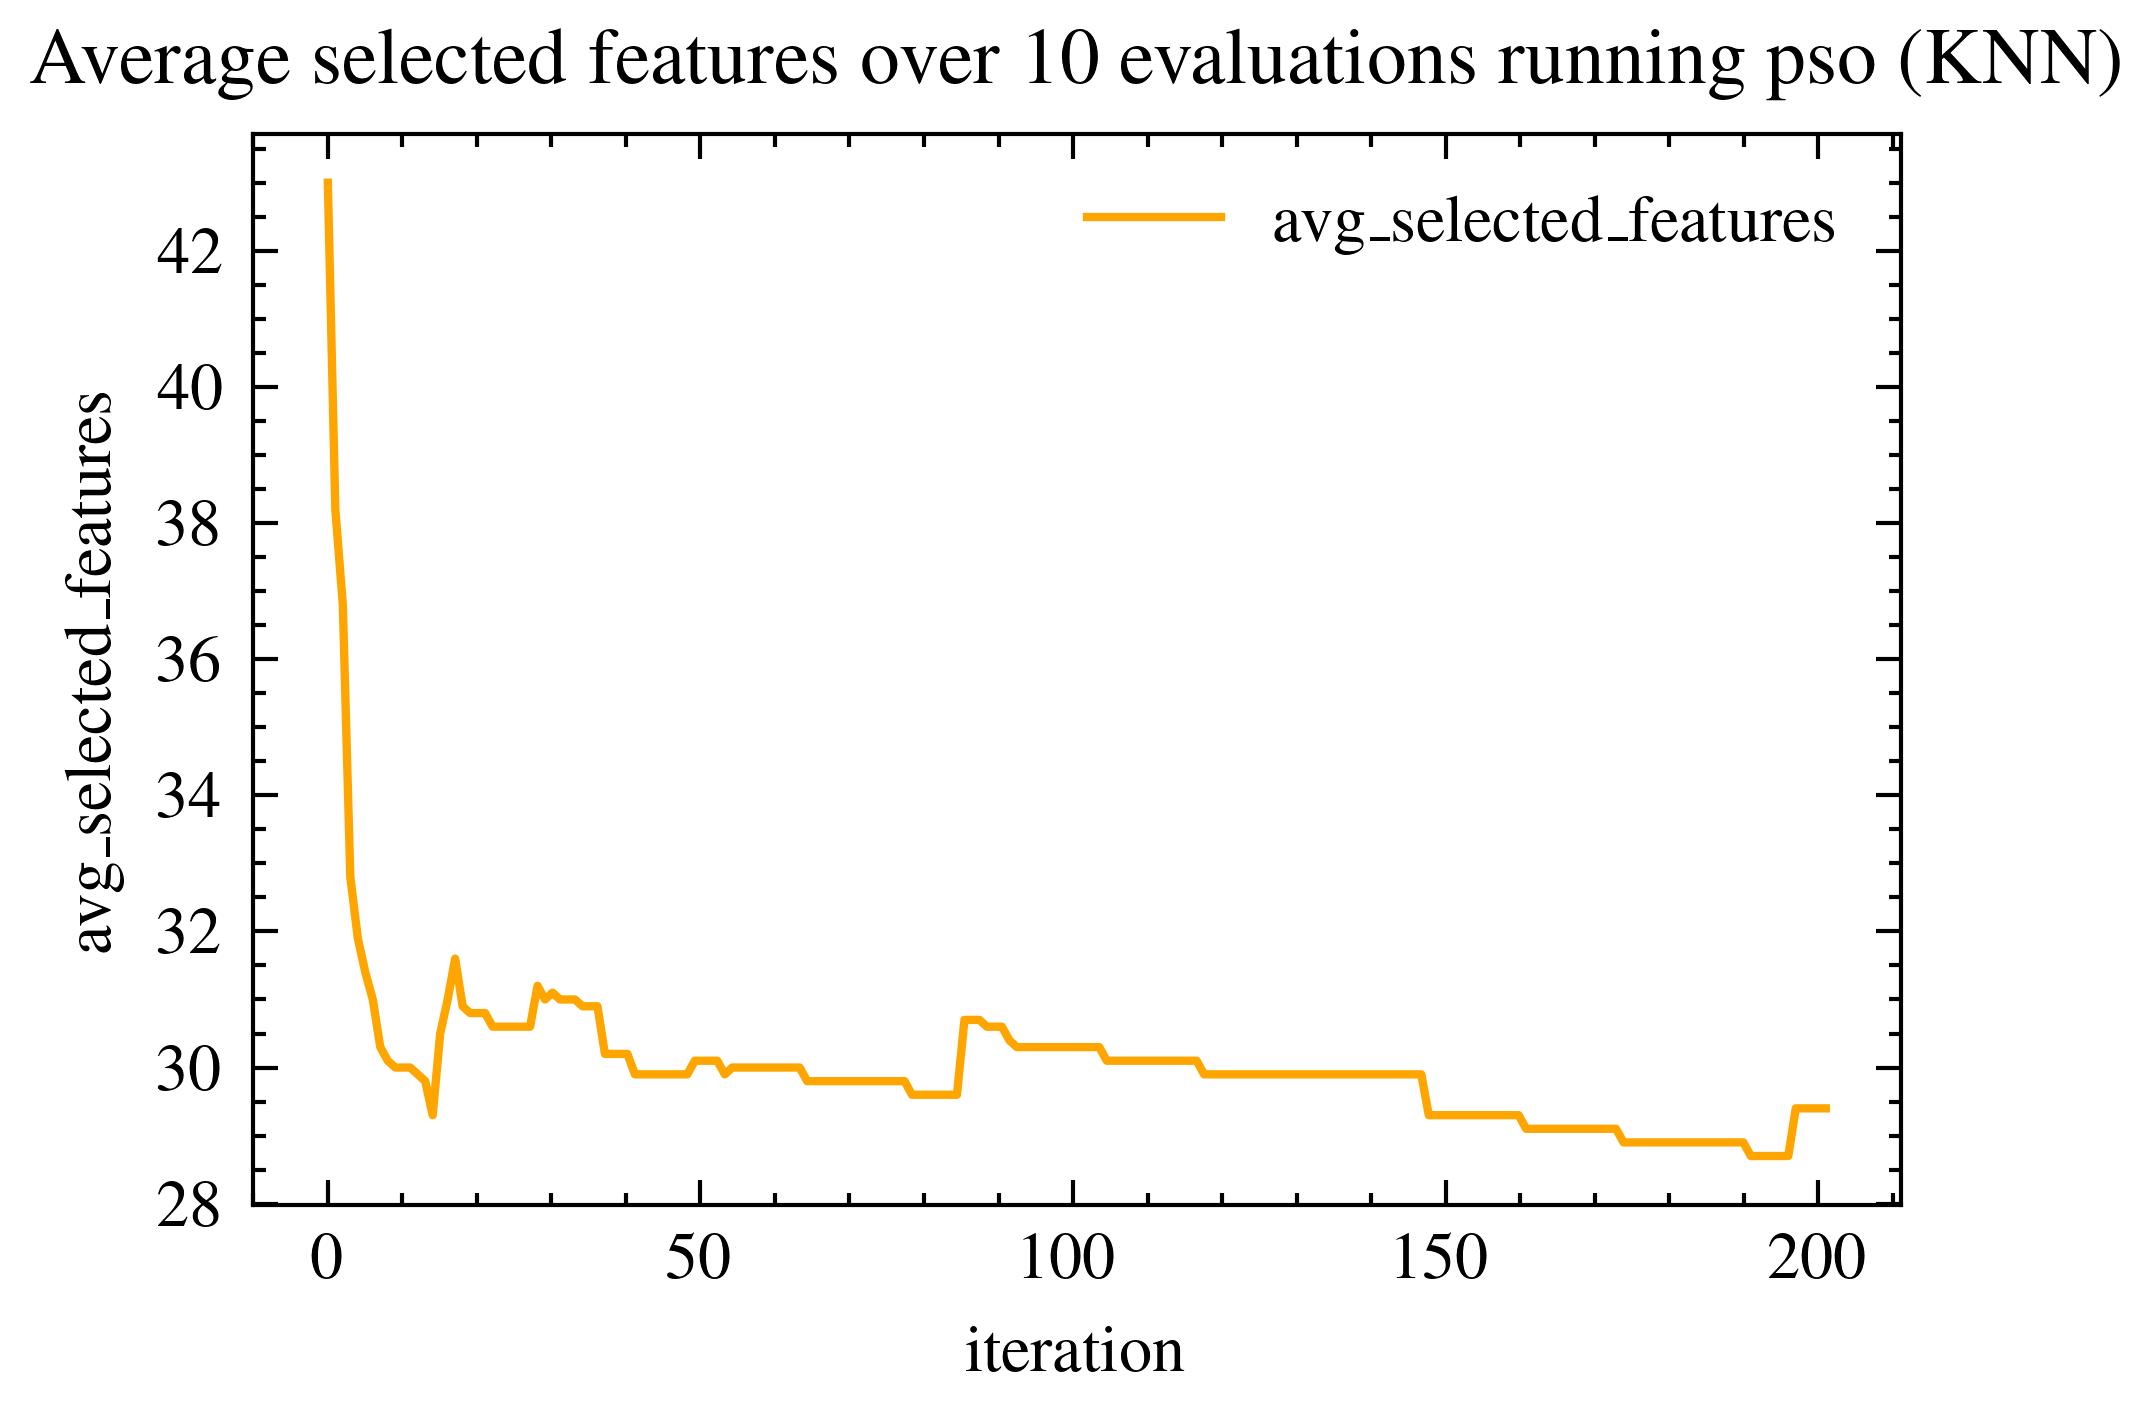 Average selected features over 10 evaluations running pso (KNN)
avg_selected_features
avg_selected_features
42
40
38
36
34
32
30
28
0 50 100 150 200
iteration